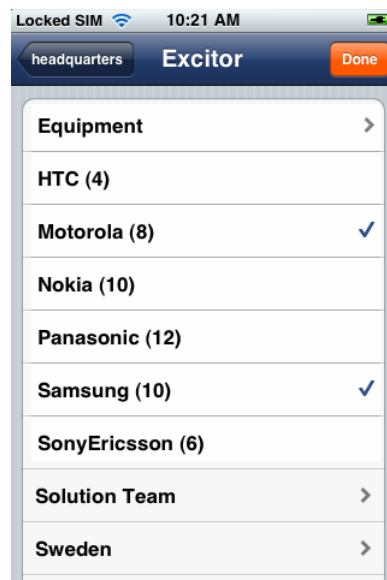 Locked SIM 10:21 AM
headquarters Excitor Done
Equipment
HTC (4)
Motorola (8)
Nokia (10)
Panasonic (12)
Samsung (10)
SonyEricsson (6)
Solution Team
Sweden